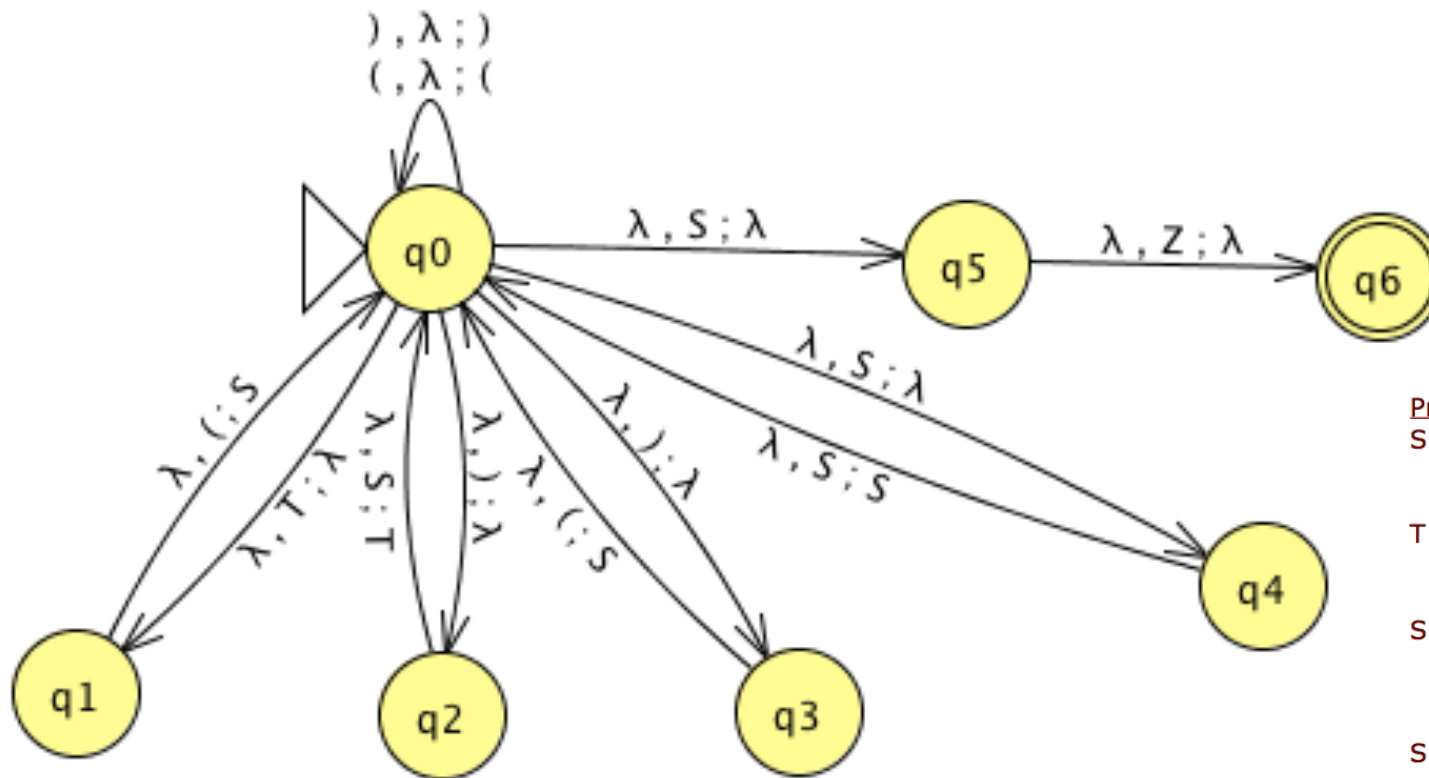 ) , λ ; )
( , λ ; (
q0
λ , S ; λ
q5
λ , Z ; λ
q6
λ , S ; λ
λ , S ; S
q4
λ , ( ; S
λ , T ; λ
λ , S ; T
λ , ) ; λ
λ , ( ; S
λ , ) ; λ
q1
q2
q3
S
T
S
S